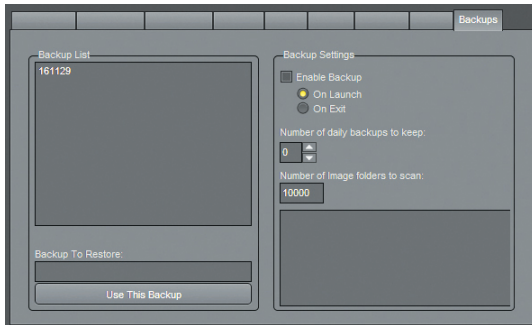 Backups
Backup List
161129
Backup To Restore:
Use This Backup
Backup Settings
Enable Backup
On Launch
On Exit
Number of daily backups to keep:
0
Number of Image folders to scan:
10000